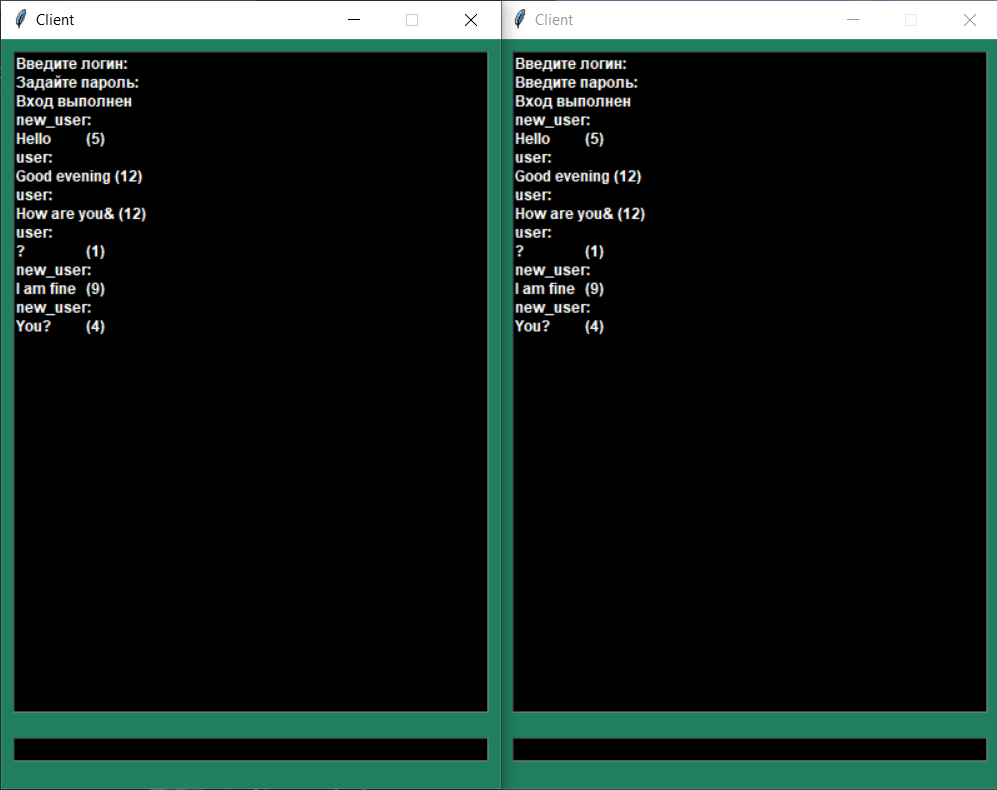 Client
Введите логин:
Задайте пароль:
Вход выполнен
new_user:
Hello (5)
user:
Good evening (12)
user:
How are you& (12)
user:
? (1)
new_user:
I am fine (9)
new_user:
You? (4)
Client
Введите логин:
Введите пароль:
Вход выполнен
new_user:
Hello (5)
user:
Good evening (12)
user:
How are you& (12)
user:
? (1)
new_user:
I am fine (9)
new_user:
You? (4)